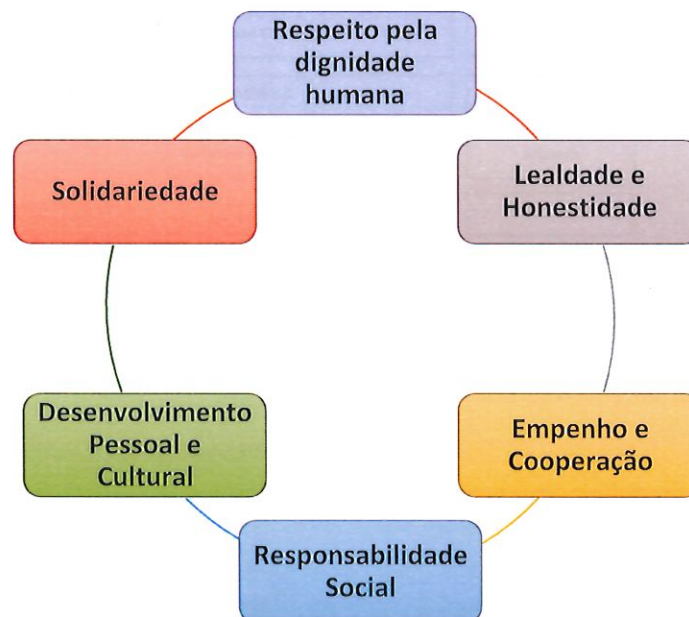 Respeito pela
dignidade
humana
Lealdade e
Honestidade
Empenho e
Cooperação
Responsabilidade
Social
Desenvolvimento
Pessoal e
Cultural
Solidariedade